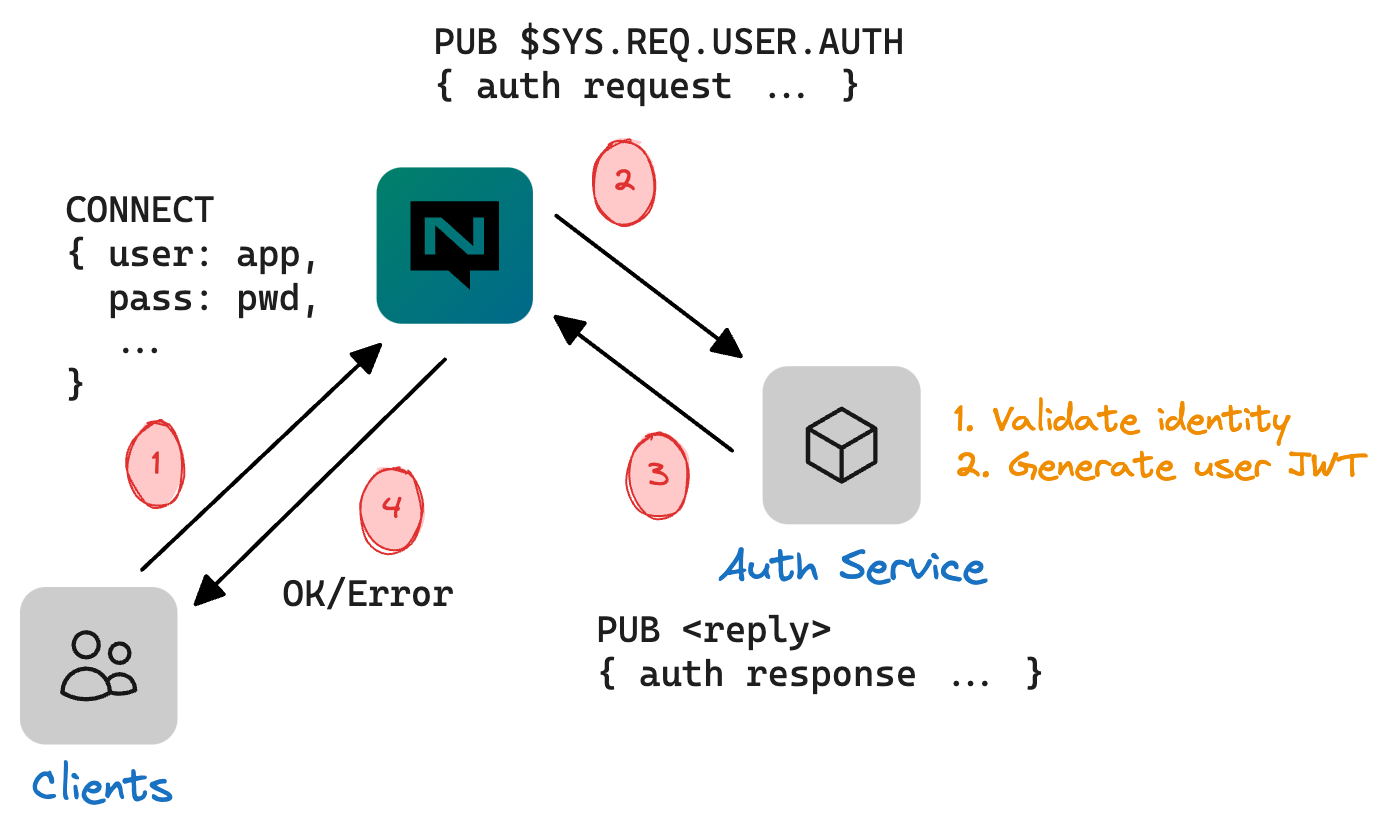 PUB $SYS.REQ.USER.AUTH
{ auth request ... }
2
CONNECT
{ user: app,
pass: pwd,
...
}
N
1
4
OK/Error
3
1. Validate identity
2. Generate user JWT
Auth Service
PUB <reply>
{ auth response ... }
Clients